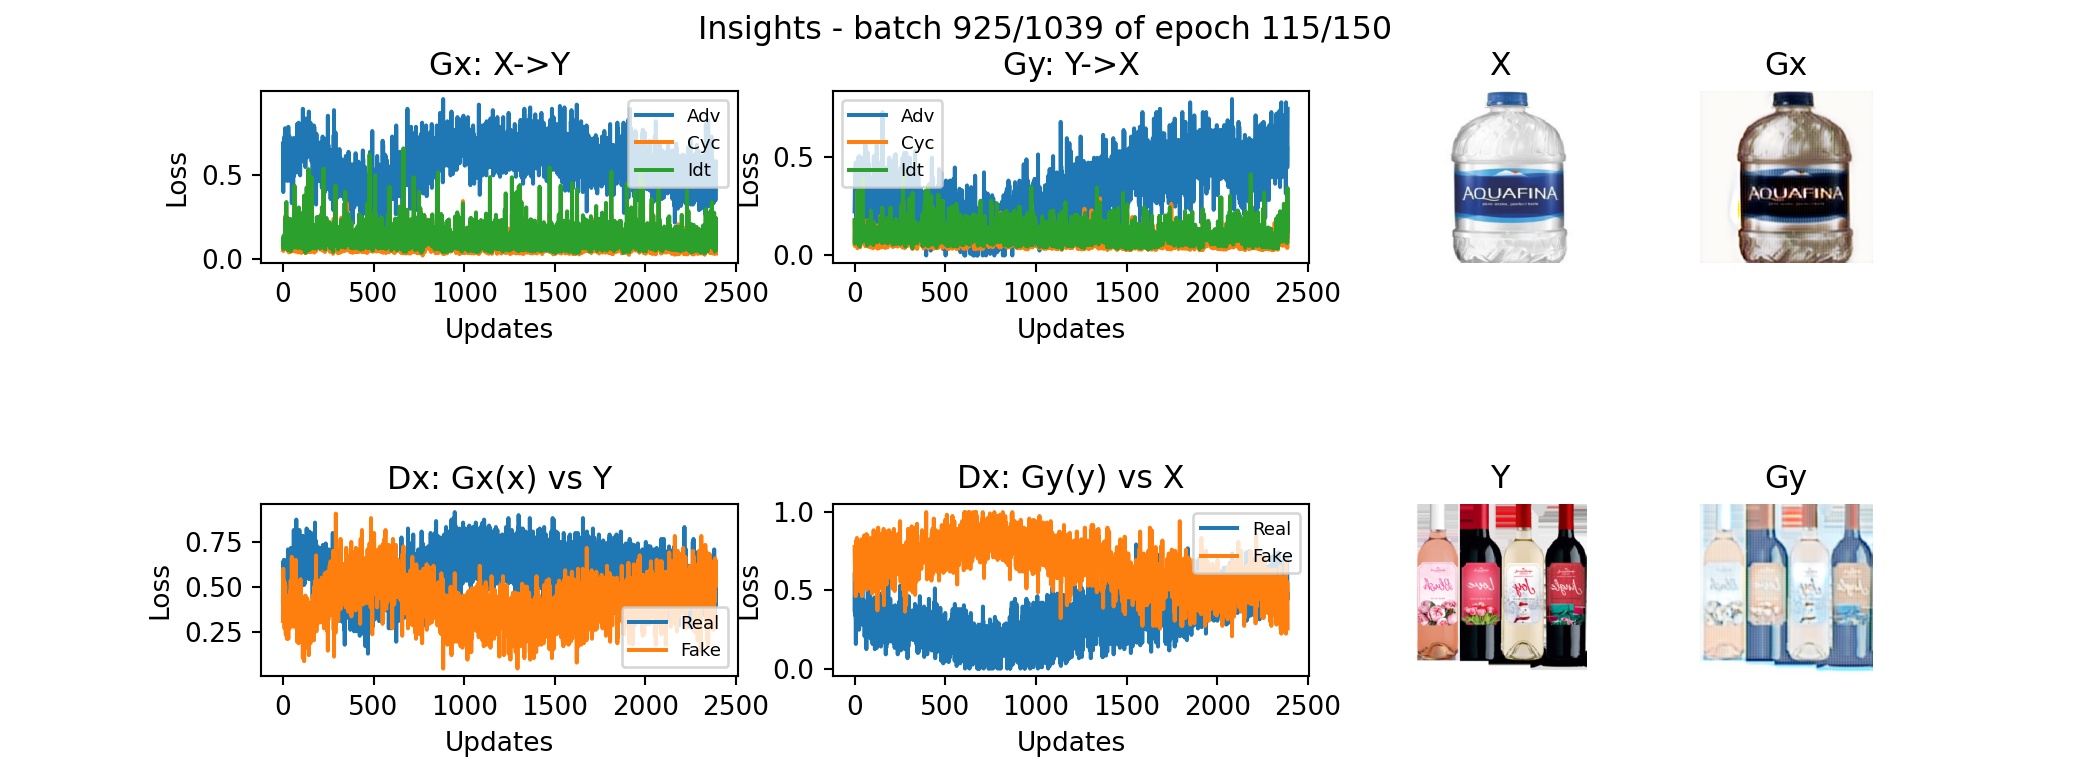 Insights - batch 925/1039 of epoch 115/150
Gx: X->Y
Loss
0.5
0.0
Adv
Cyc
Idt
0 500 1000 1500 2000 2500
Updates
Gy: Y->X
Loss
0.5
0.0
Adv
Cyc
Idt
0 500 1000 1500 2000 2500
Updates
X
AQUAFINA
Gx
AQUAFINA
Dx: Gx(x) vs Y
Loss
0.75
0.50
0.25
Real
Fake
0 500 1000 1500 2000 2500
Updates
Dx: Gy(y) vs X
Loss
1.0
0.5
0.0
Real
Fake
0 500 1000 1500 2000 2500
Updates
Y
Blush Love Joy Jingle
Gy